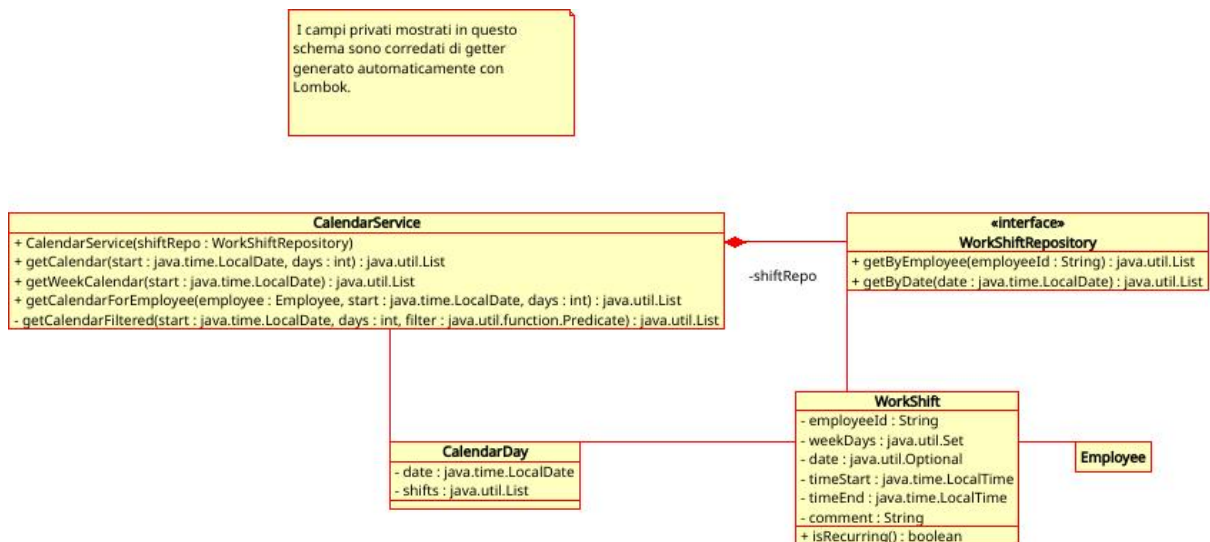 I campi privati mostrati in questo
schema sono corredati di getter
generato automaticamente con
Lombok.
CalendarService
+ CalendarService(shiftRepo : WorkShiftRepository)
+ getCalendar(start : java.time.LocalDate, days : int) : java.util.List
+ getWeekCalendar(start : java.time.LocalDate) : java.util.List
+ getCalendarForEmployee(employee : Employee, start : java.time.LocalDate, days : int) : java.util.List
- getCalendarFiltered(start : java.time.LocalDate, days : int, filter : java.util.function.Predicate) : java.util.List
-shiftRepo
«interface»
WorkShiftRepository
+ getByEmployee(employeeId : String) : java.util.List
+ getByDate(date : java.time.LocalDate) : java.util.List
WorkShift
- employeeId : String
- weekDays : java.util.Set
- date : java.util.Optional
- timeStart : java.time.LocalTime
- timeEnd : java.time.LocalTime
- comment : String
+ isRecurring() : boolean
CalendarDay
- date : java.time.LocalDate
- shifts : java.util.List
Employee